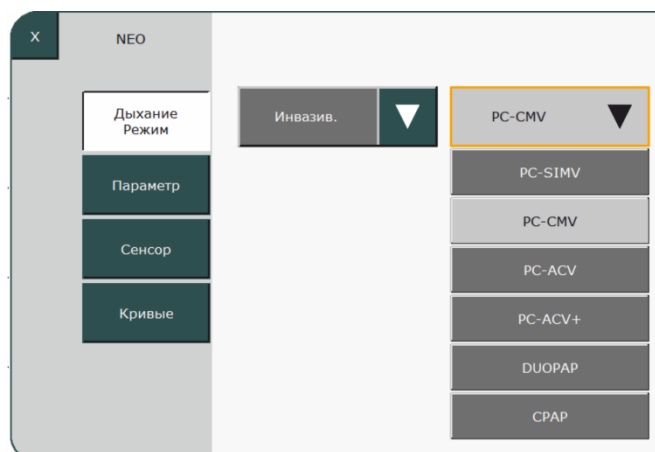 X
NEO
Дыхание
Режим
Инвазив.
PC-CMV
Параметр
PC-SIMV
PC-CMV
Сенсор
PC-ACV
Кривые
PC-ACV+
DUOPAP
CPAP